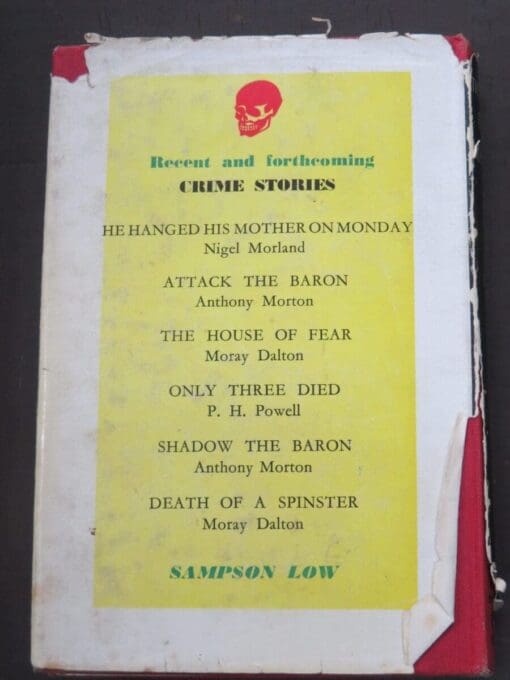 Recent and forthcoming
CRIME STORIES
HE HANGED HIS MOTHER ON MONDAY
Nigel Morland
ATTACK THE BARON
Anthony Morton
THE HOUSE OF FEAR
Moray Dalton
ONLY THREE DIED
P. H. Powell
SHADOW THE BARON
Anthony Morton
DEATH OF A SPINSTER
Moray Dalton
SAMPSON LOW